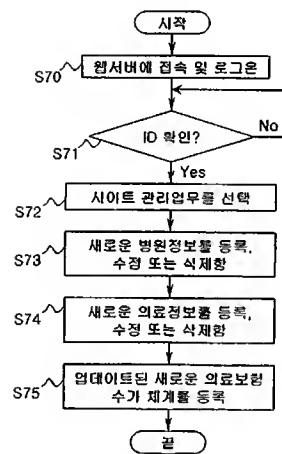 시작
S70
웹서버에 접속 및 로그온
S71
ID 확인?
No
Yes
S72
사이트 관리업무를 선택
S73
새로운 병원정보를 등록,
수정 또는 삭제함
S74
새로운 의료정보를 등록,
수정 또는 삭제함
S75
업데이트된 새로운 의료보험
수가 체계를 등록
끝